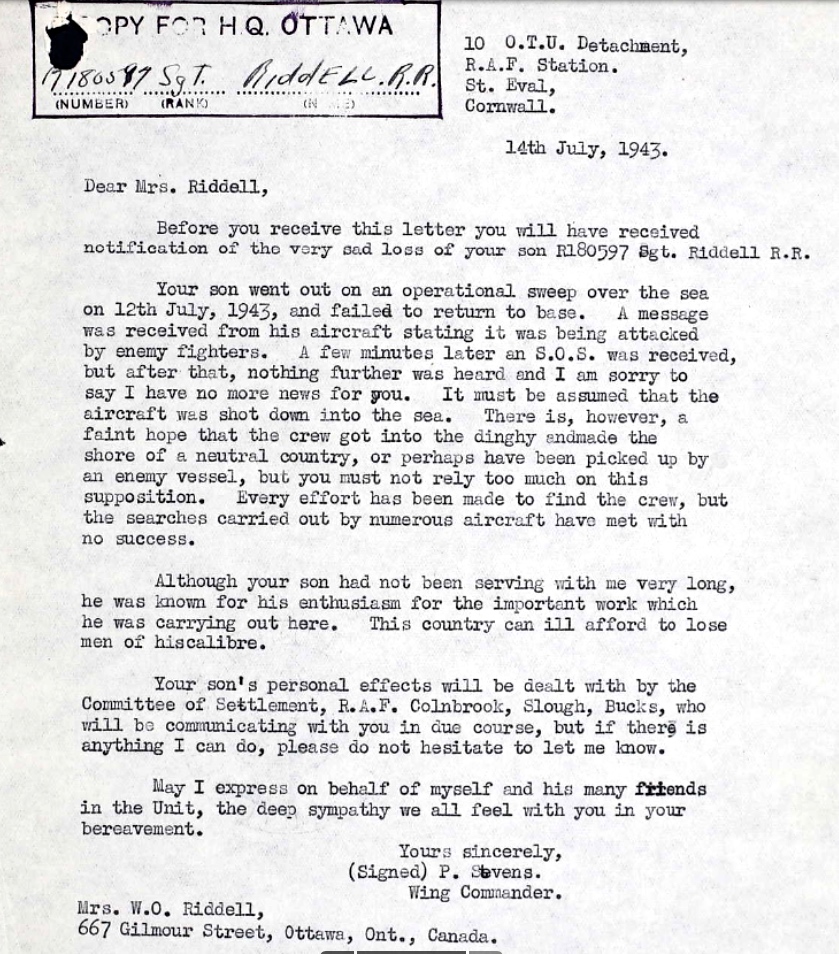 COPY FOR H.Q. OTTAWA
R180597 Sgt. RIDDELL. R.R.
(NUMBER) (RANK)
10 O.T.U. Detachment,
R.A.F. Station.
St. Eval,
Cornwall.
14th July, 1943.
Dear Mrs. Riddell,
Before you receive this letter you will have received
notification of the very sad loss of your son R180597 Sgt. Riddell R.R.
Your son went out on an operational sweep over the sea
on 12th July, 1943, and failed to return to base. A message
was received from his aircraft stating it was being attacked
by enemy fighters. A few minutes later an S.O.S. was received,
but after that, nothing further was heard and I am sorry to
say I have no more news for you. It must be assumed that the
aircraft was shot down into the sea. There is, however, a
faint hope that the crew got into the dinghy andmade the
shore of a neutral country, or perhaps have been picked up by
an enemy vessel, but you must not rely too much on this
supposition. Every effort has been made to find the crew, but
the searches carried out by numerous aircraft have met with
no success.
Although your son had not been serving with me very long,
he was known for his enthusiasm for the important work which
he was carrying out here. This country can ill afford to lose
men of hiscalibre.
Your son's personal effects will be dealt with by the
Committee of Settlement, R.A.F. Colnbrook, Slough, Bucks, who
will be communicating with you in due course, but if there is
anything I can do, please do not hesitate to let me know.
May I express on behalf of myself and his many friends
in the Unit, the deep sympathy we all feel with you in your
bereavement.
Yours sincerely,
(Signed) P. Stevens.
Wing Commander.
Mrs. W.O. Riddell,
667 Gilmour Street, Ottawa, Ont., Canada.